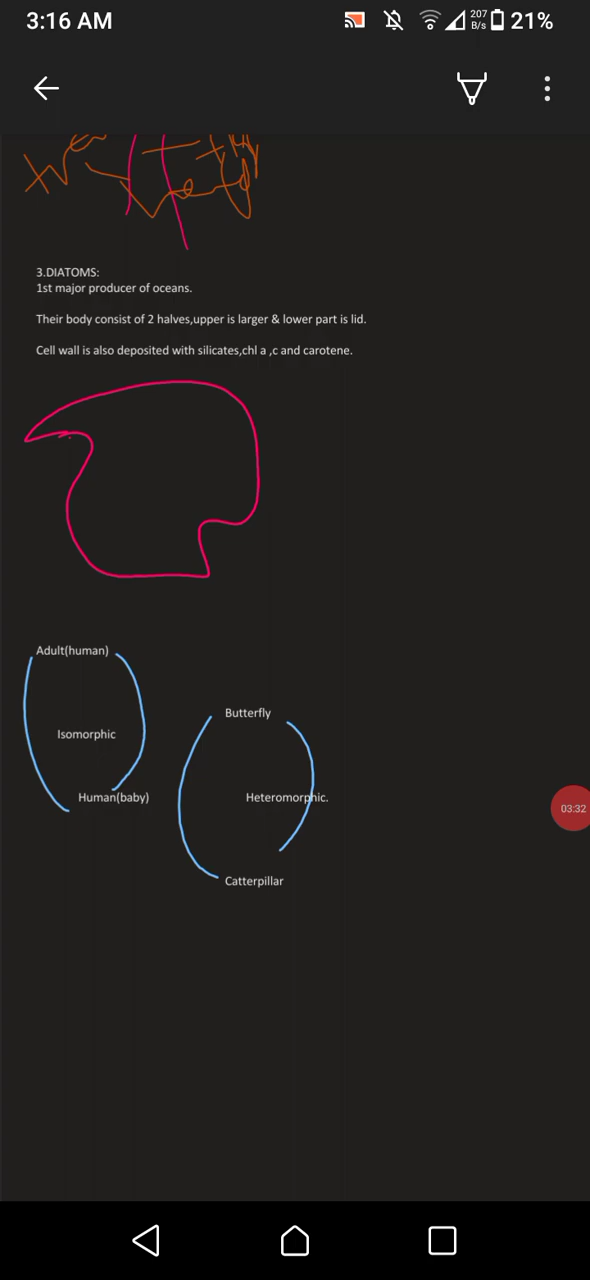 3:16 AM
207 B/s
21%
3.DIATOMS:
1st major producer of oceans.
Their body consist of 2 halves,upper is larger & lower part is lid.
Cell wall is also deposited with silicates,chl a ,c and carotene.
Adult(human)
Isomorphic
Human(baby)
Butterfly
Heteromorphic.
Catterpillar
03:32